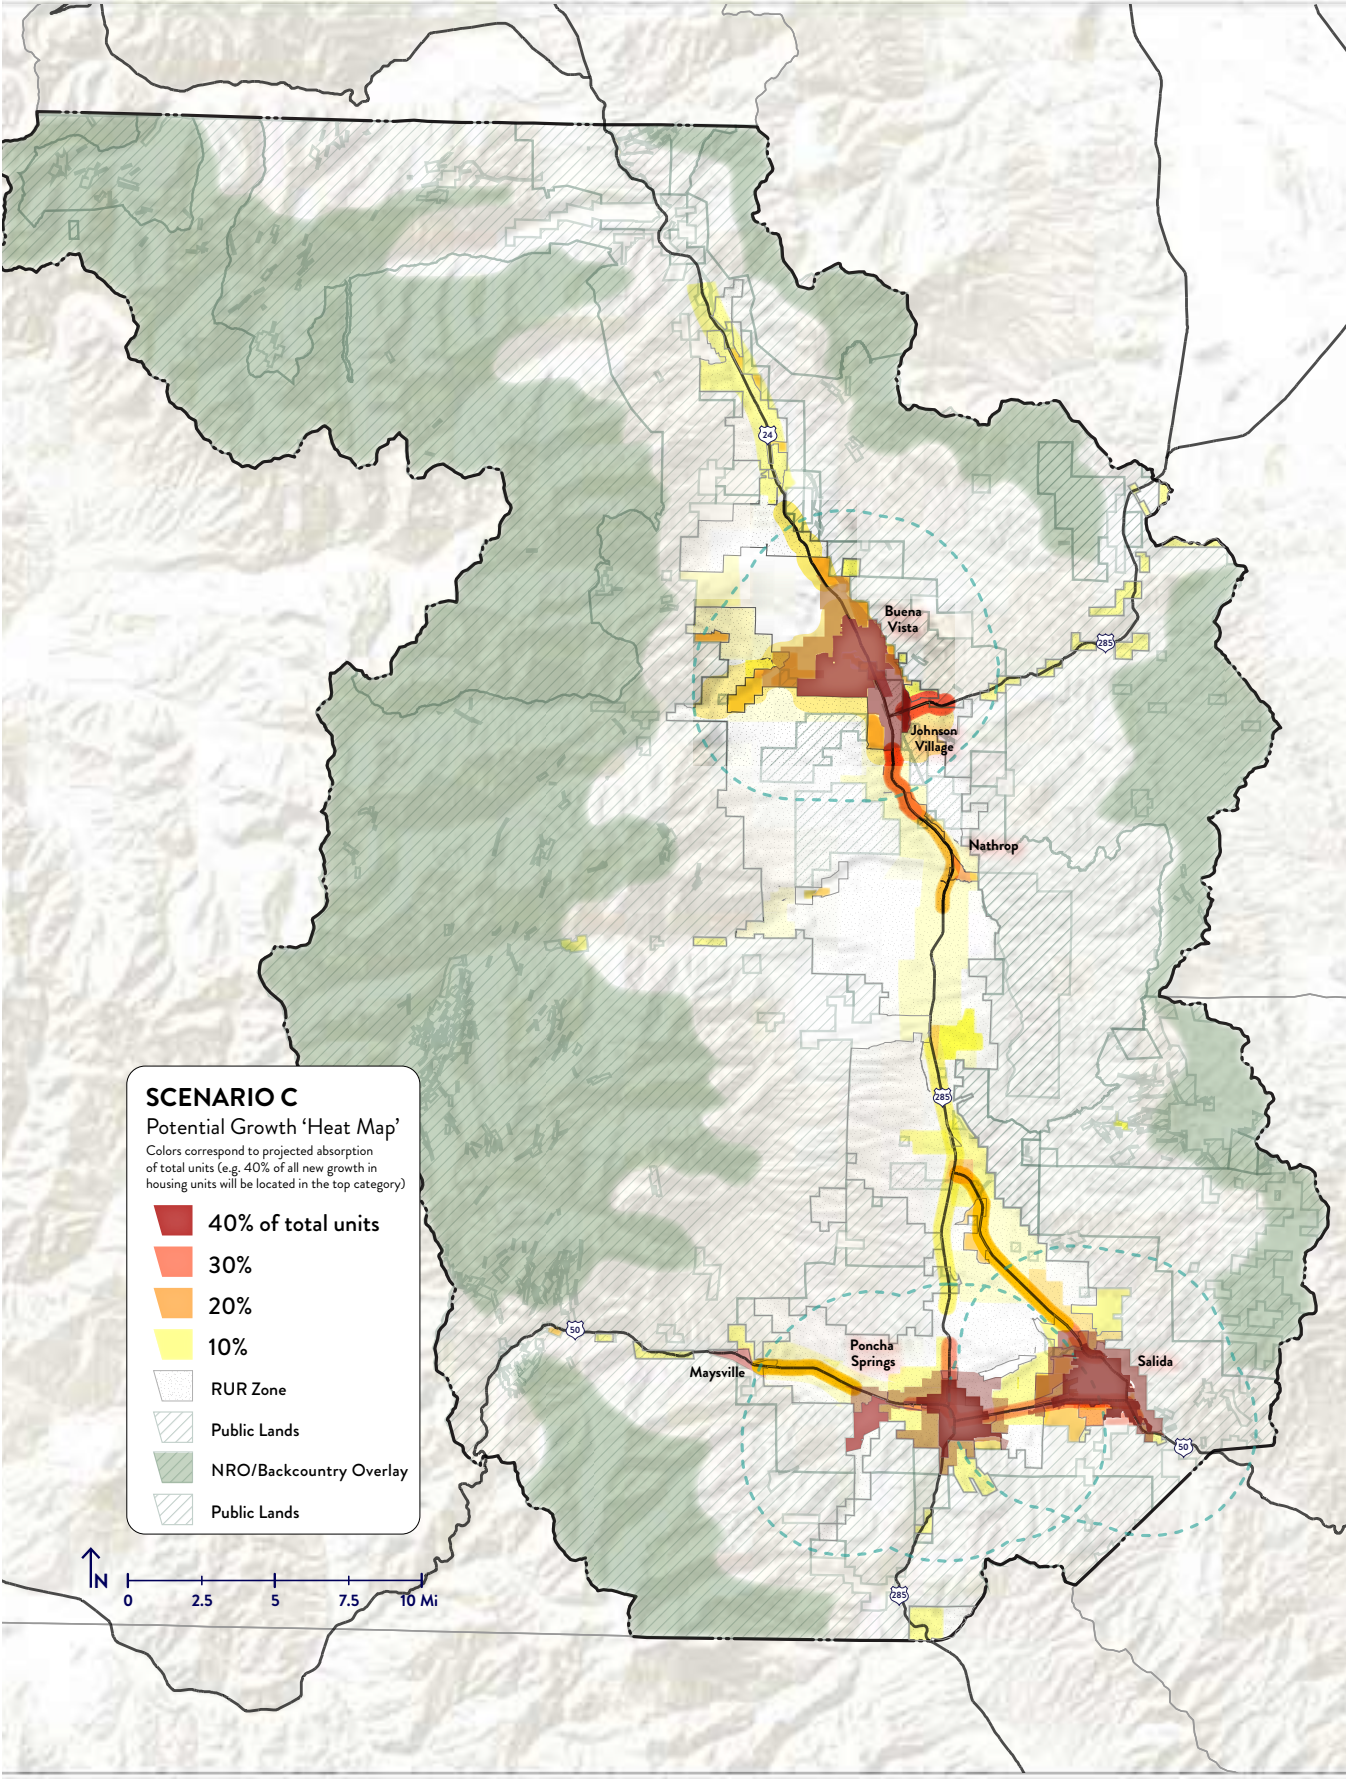 24
Buena
Vista
285
Johnson
Village
Nathrop
285
SCENARIO C
Potential Growth ‘Heat Map’
Colors correspond to projected absorption
of total units (e.g. 40% of all new growth in
housing units will be located in the top category)
40% of total units
30%
20%
10%
RUR Zone
Public Lands
NRO/Backcountry Overlay
Public Lands
50
Maysville
Poncha
Springs
Salida
50
285
N
0 2.5 5 7.5 10 Mi